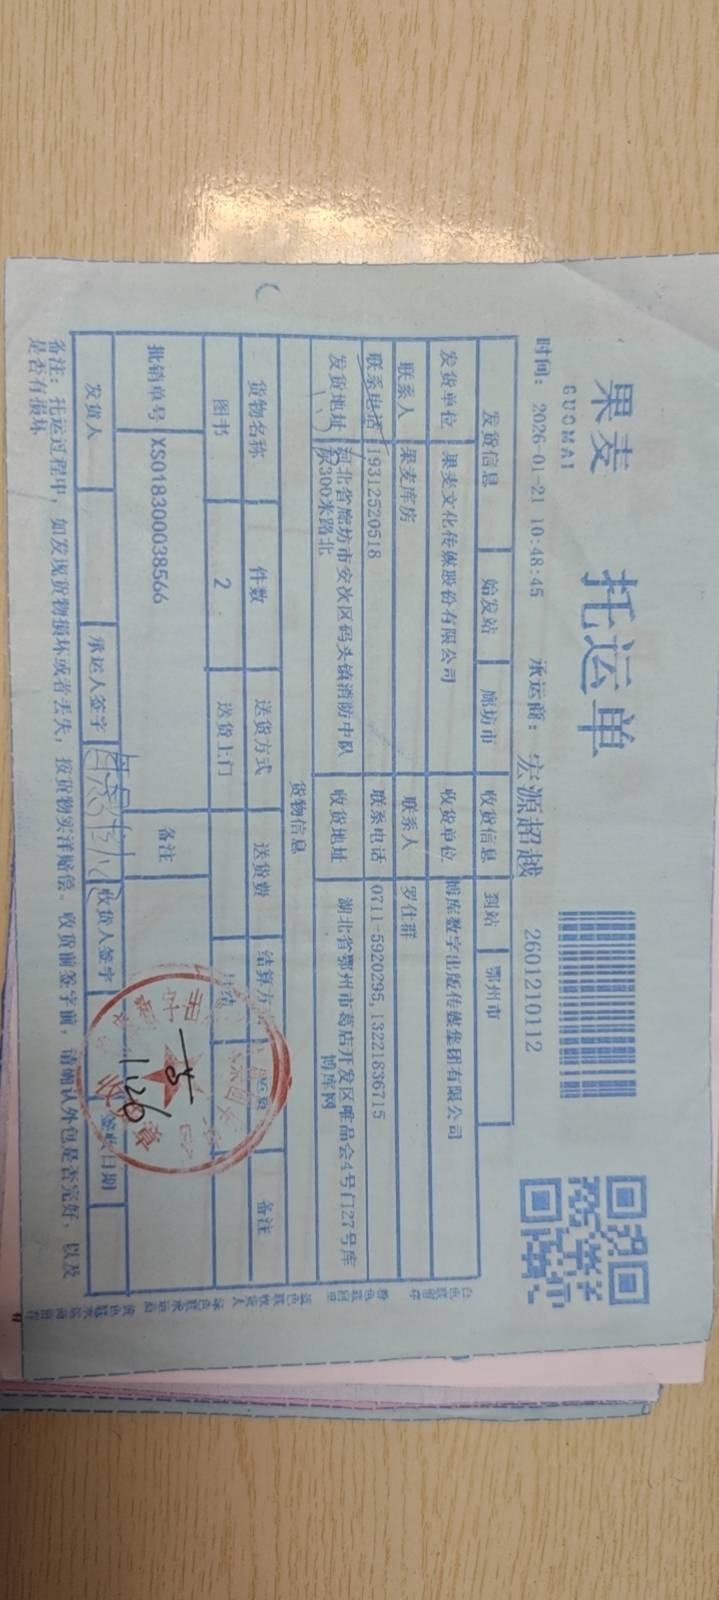 果麦
GUOMAI
托运单
时间： 2026-01-21 10:48:45 承运商： 宏源超越 2601210112
发货信息 始发站 廊坊市 收货信息 到站 鄂州市
发货单位 果麦文化传媒股份有限公司 收货单位 博库数字出版传媒集团有限公司
联系人 果麦库房 联系人 罗仕群
联系电话 19312520518 联系电话 0711-5920295,13221836715
发货地址 河北省廊坊市安次区码头镇消防中队 收货地址 湖北省鄂州市葛店开发区唯品会4号门27号库
300米路北 博库网
货物信息
货物名称 件数 送货方式 送货费 结算方 备注
图书 2 送货上门
批销单号 XS018300038566 备注
发货人 承运人签字 收货人签字 签收日期
1.26
备注：托运过程中，如发现货物损坏或者丢失，按货物实洋赔偿。收货前签字前，请确认外包是否完好，以及
是否有损坏